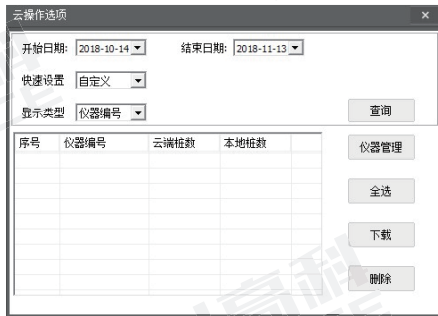 云操作选项
开始日期: 2018-10-14 结束日期: 2018-11-13
快速设置 自定义
显示类型 仪器编号 查询
序号 仪器编号 云端桩数 本地桩数 仪器管理
全选
下载
删除
高科